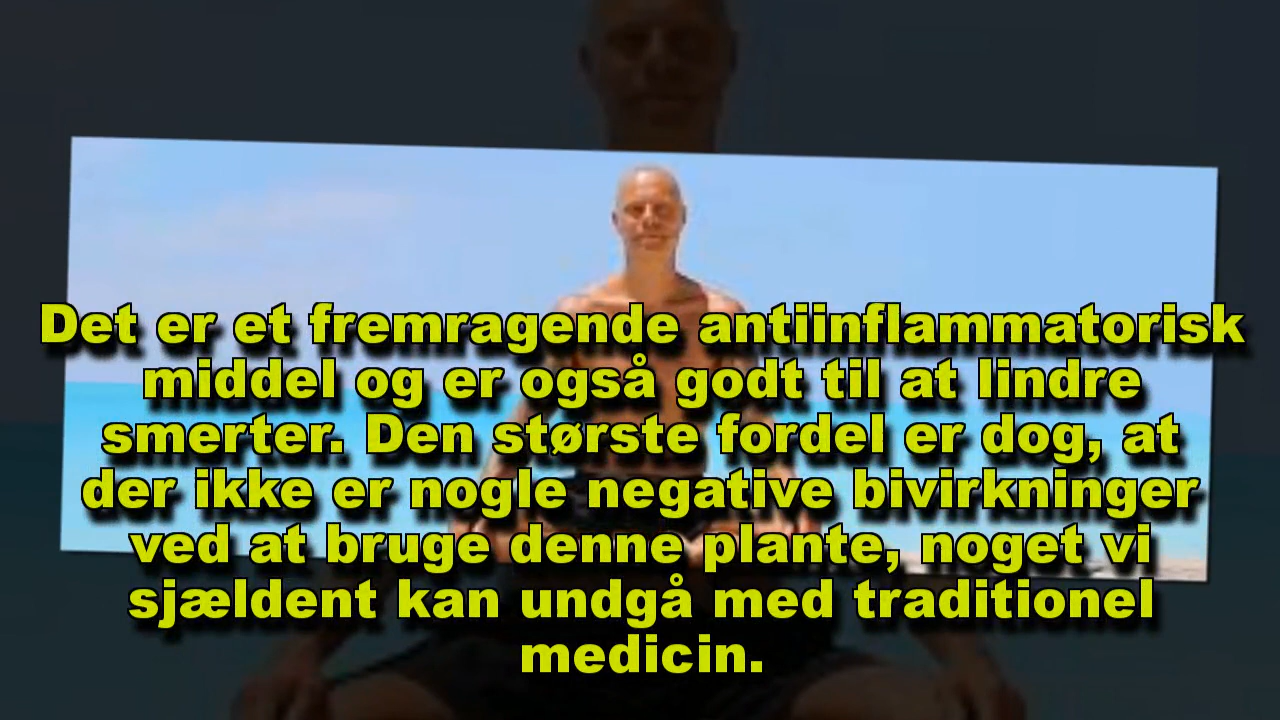 Det er et fremragende antiinflammatorisk
middel og er også godt til at lindre
smerter. Den største fordel er dog, at
der ikke er nogle negative bivirkninger
ved at bruge denne plante, noget vi
sjældent kan undgå med traditionel
medicin.